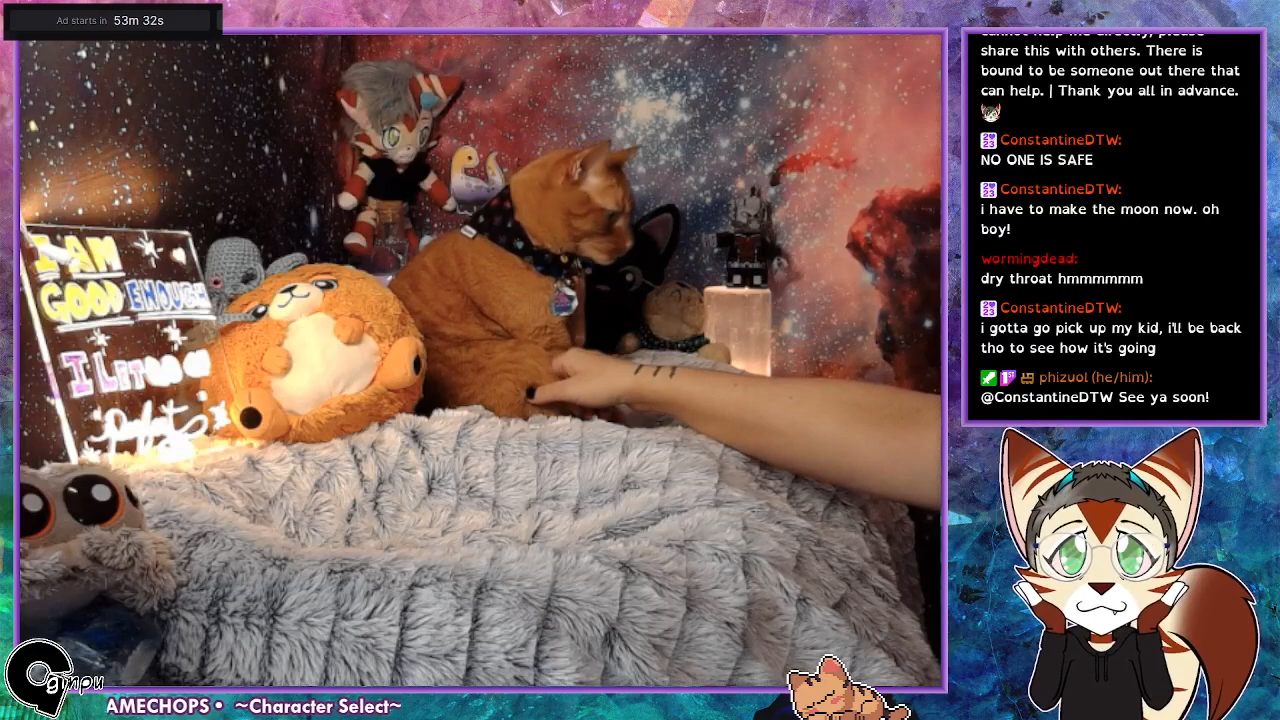 Ad starts in 53m 32s
share this with others. There is
bound to be someone out there that
can help. | Thank you all in advance.
ConstantineDTW:
NO ONE IS SAFE
ConstantineDTW:
i have to make the moon now. oh
boy!
wormingdead:
dry throat hmmmmmm
ConstantineDTW:
i gotta go pick up my kid, i'll be back
tho to see how it's going
1ST phizuol (he/him):
@ConstantineDTW See ya soon!
I AM
GOOD ENOUGH
ginpu
AMECHOPS • ~Character Select~